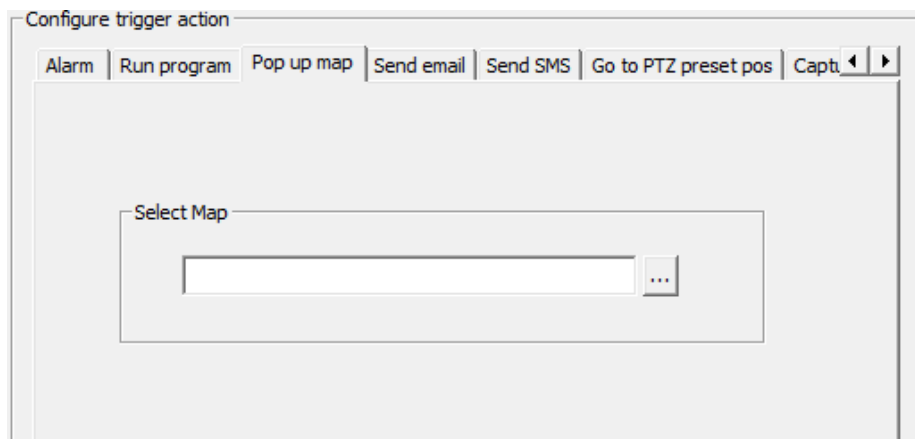 Configure trigger action
Alarm Run program Pop up map Send email Send SMS Go to PTZ preset pos
Select Map
...